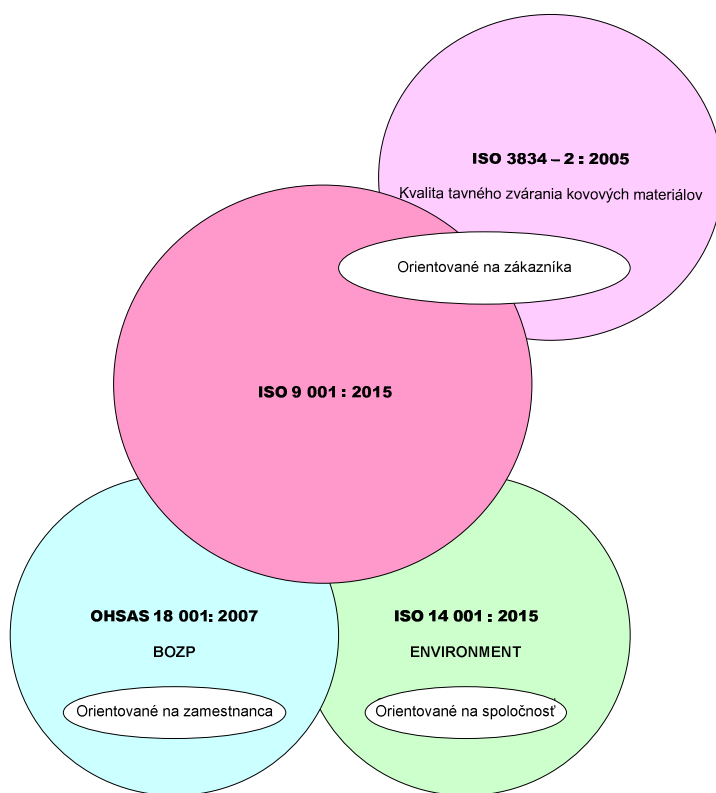 ISO 3834 – 2 : 2005
Kvalita tavného zvárania kovových materiálov
Orientované na zákazníka
ISO 9 001 : 2015
OHSAS 18 001: 2007
BOZP
Orientované na zamestnanca
ISO 14 001 : 2015
ENVIRONMENT
Orientované na spoločnosť